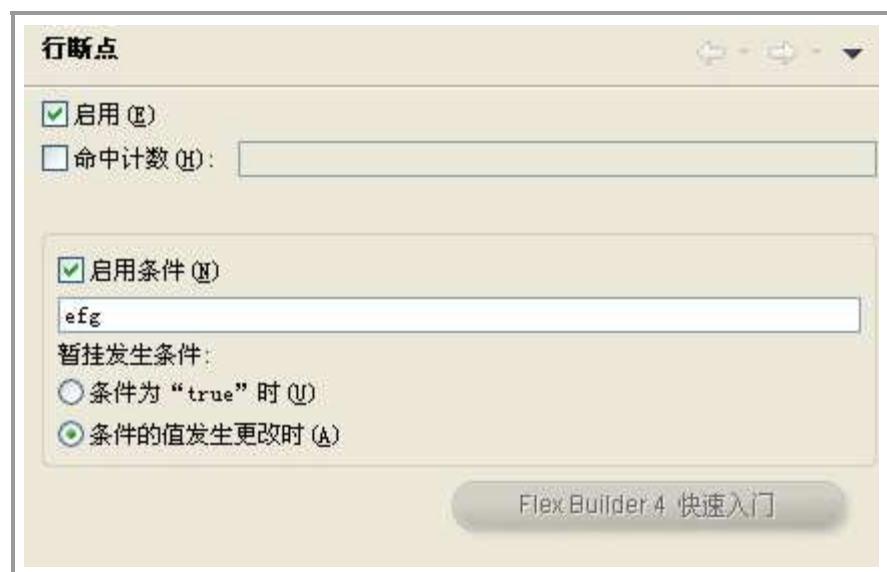 行断点
启用(E)
命中计数(H):
启用条件(N)
efg
暂挂发生条件:
条件为“true”时(U)
条件的值发生更改时(A)
Flex Builder 4 快速入门